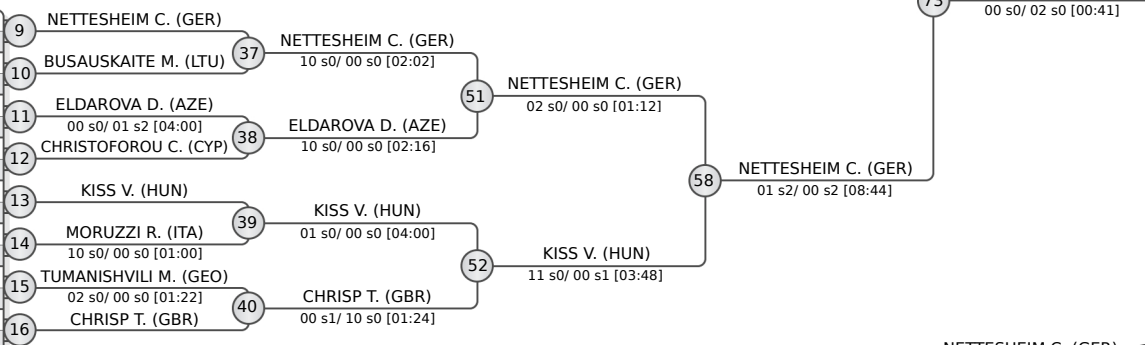 73
00 s0/ 02 s0 [00:41]
9
NETTESHEIM C. (GER)
10
BUSAUSKAITE M. (LTU)
37
NETTESHEIM C. (GER)
10 s0/ 00 s0 [02:02]
11
ELDAROVA D. (AZE)
00 s0/ 01 s2 [04:00]
12
CHRISTOFOROU C. (CYP)
38
ELDAROVA D. (AZE)
10 s0/ 00 s0 [02:16]
51
NETTESHEIM C. (GER)
02 s0/ 00 s0 [01:12]
13
KISS V. (HUN)
14
MORUZZI R. (ITA)
10 s0/ 00 s0 [01:00]
39
KISS V. (HUN)
01 s0/ 00 s0 [04:00]
15
TUMANISHVILI M. (GEO)
02 s0/ 00 s0 [01:22]
16
CHRISP T. (GBR)
40
CHRISP T. (GBR)
00 s1/ 10 s0 [01:24]
52
KISS V. (HUN)
11 s0/ 00 s1 [03:48]
58
NETTESHEIM C. (GER)
01 s2/ 00 s2 [08:44]
NETTESHEIM C. (GER)